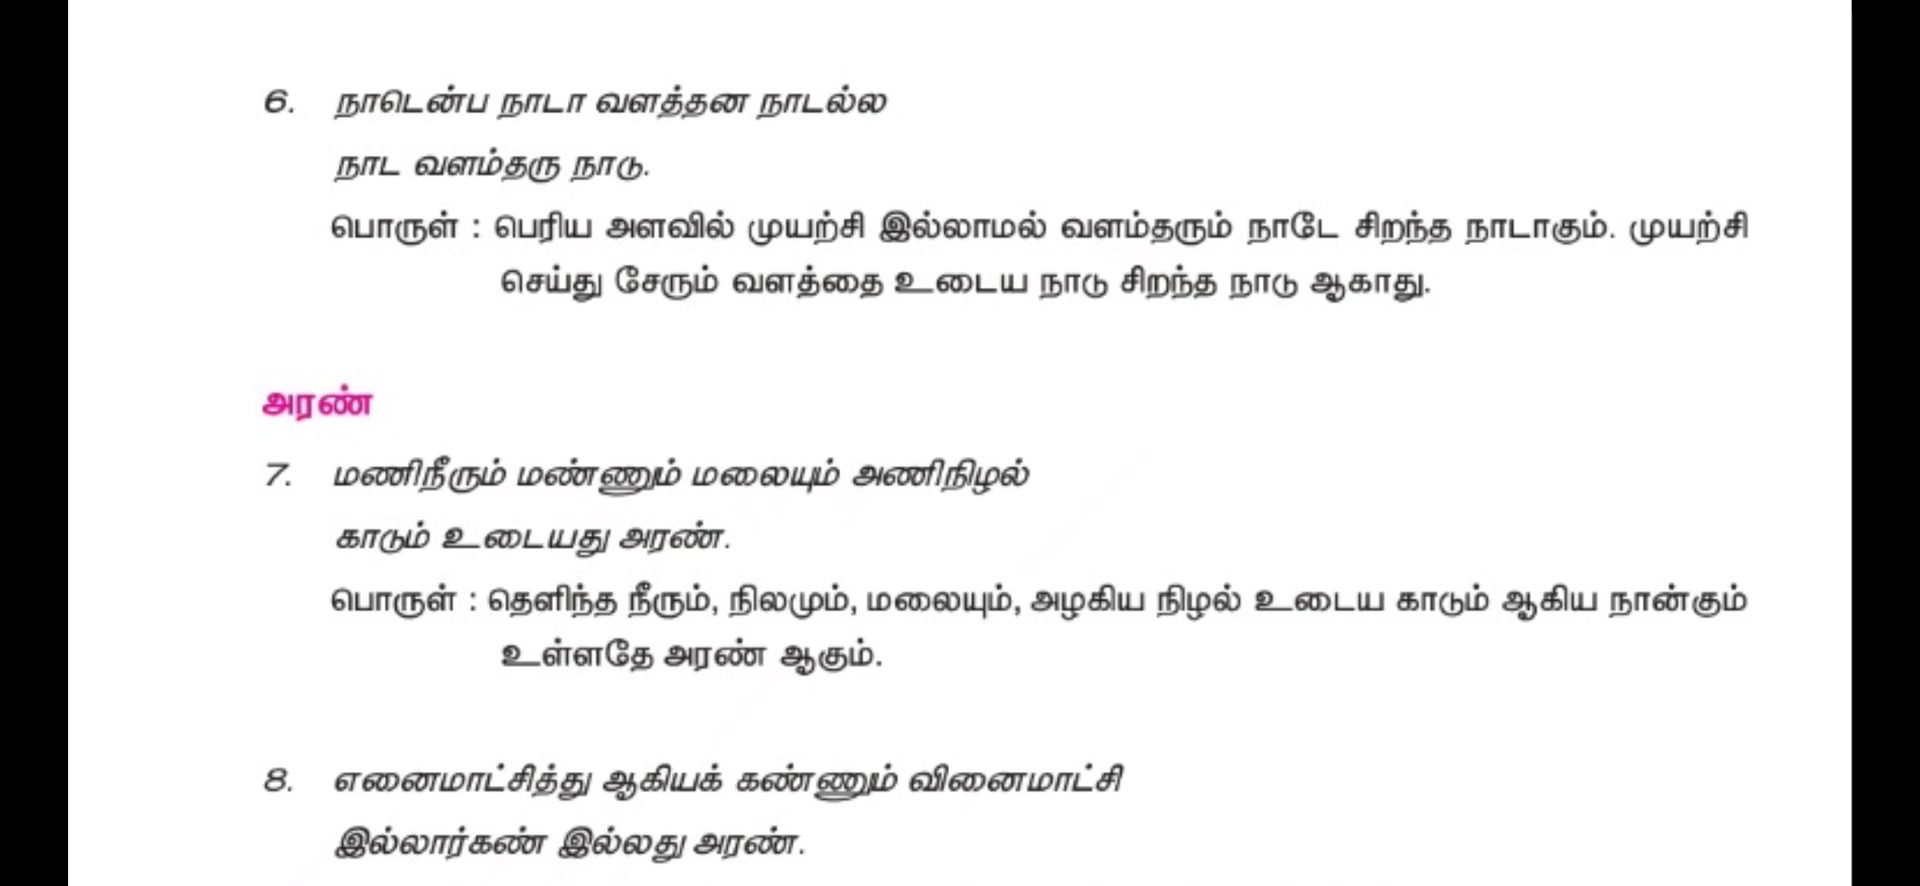 6. நாடென்ப நாடா வளத்தன நாடல்ல
நாட வளம்தரு நாடு.
பொருள் : பெரிய அளவில் முயற்சி இல்லாமல் வளம்தரும் நாடே சிறந்த நாடாகும். முயற்சி
செய்து சேரும் வளத்தை உடைய நாடு சிறந்த நாடு ஆகாது.
அரண்
7. மணிநீரும் மண்ணும் மலையும் அணிநிழல்
காடும் உடையது அரண்.
பொருள் : தெளிந்த நீரும், நிலமும், மலையும், அழகிய நிழல் உடைய காடும் ஆகிய நான்கும்
உள்ளதே அரண் ஆகும்.
8. எனைமாட்சித்து ஆகியக் கண்ணும் வினைமாட்சி
இல்லார்கண் இல்லது அரண்.